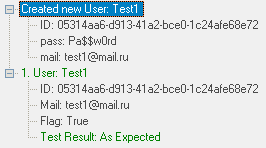 Created new User: Test1
ID: 05314aa6-d913-41a2-bce0-1c24afe68e72
pass: Pa$$w0rd
mail: test1@mail.ru
1. User: Test1
ID: 05314aa6-d913-41a2-bce0-1c24afe68e72
Mail: test1@mail.ru
Flag: True
Test Result: As Expected